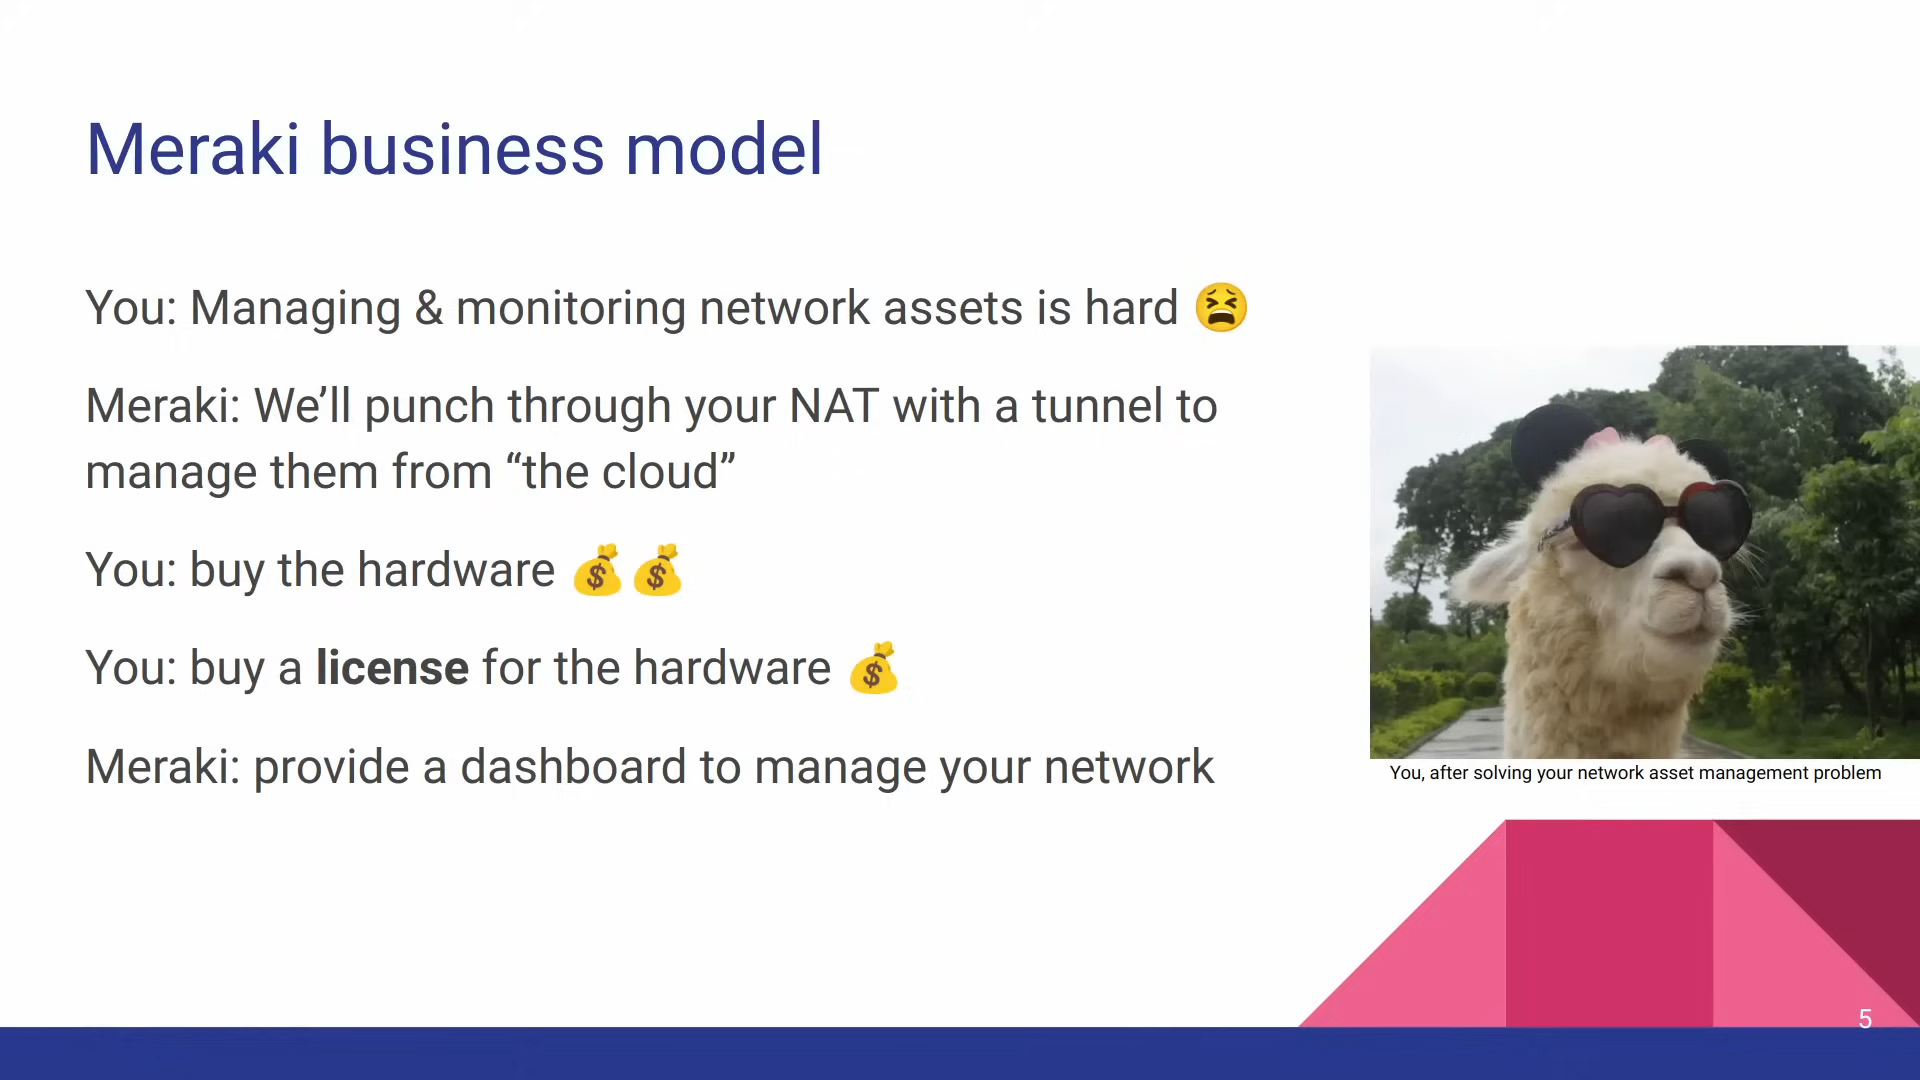 Meraki business model
You: Managing & monitoring network assets is hard 😫
Meraki: We’ll punch through your NAT with a tunnel to
manage them from “the cloud”
You: buy the hardware 💰💰
You: buy a license for the hardware 💰
Meraki: provide a dashboard to manage your network
You, after solving your network asset management problem
5